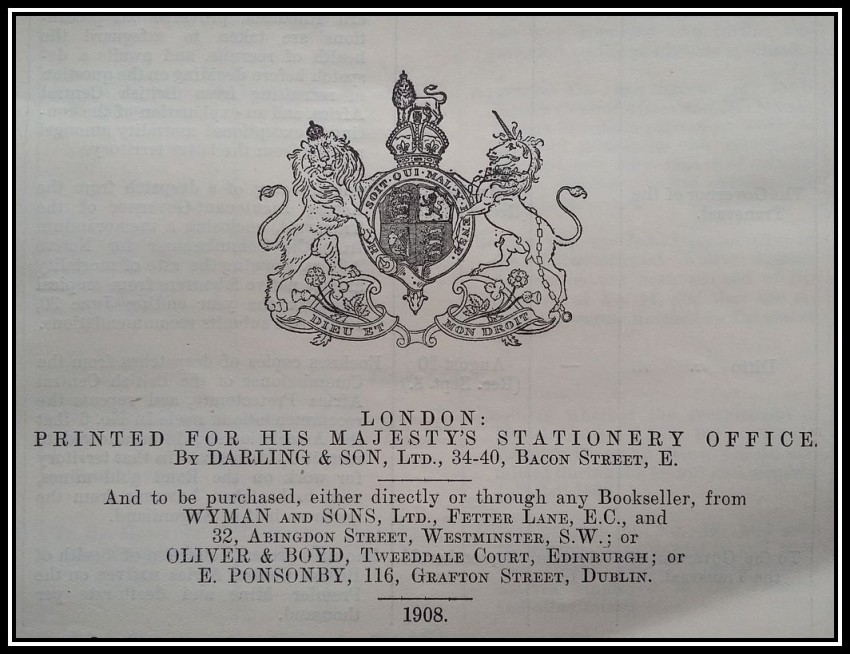 HONI SOIT QUI MAL Y PENSE
DIEU ET MON DROIT
LONDON:
PRINTED FOR HIS MAJESTY'S STATIONERY OFFICE.
By DARLING & SON, Ltd., 34-40, Bacon Street, E.
And to be purchased, either directly or through any Bookseller, from
WYMAN and SONS, Ltd., Fetter Lane, E.C., and
32, Abingdon Street, Westminster, S.W.; or
OLIVER & BOYD, Tweeddale Court, Edinburgh; or
E. PONSONBY, 116, Grafton Street, Dublin.
1908.